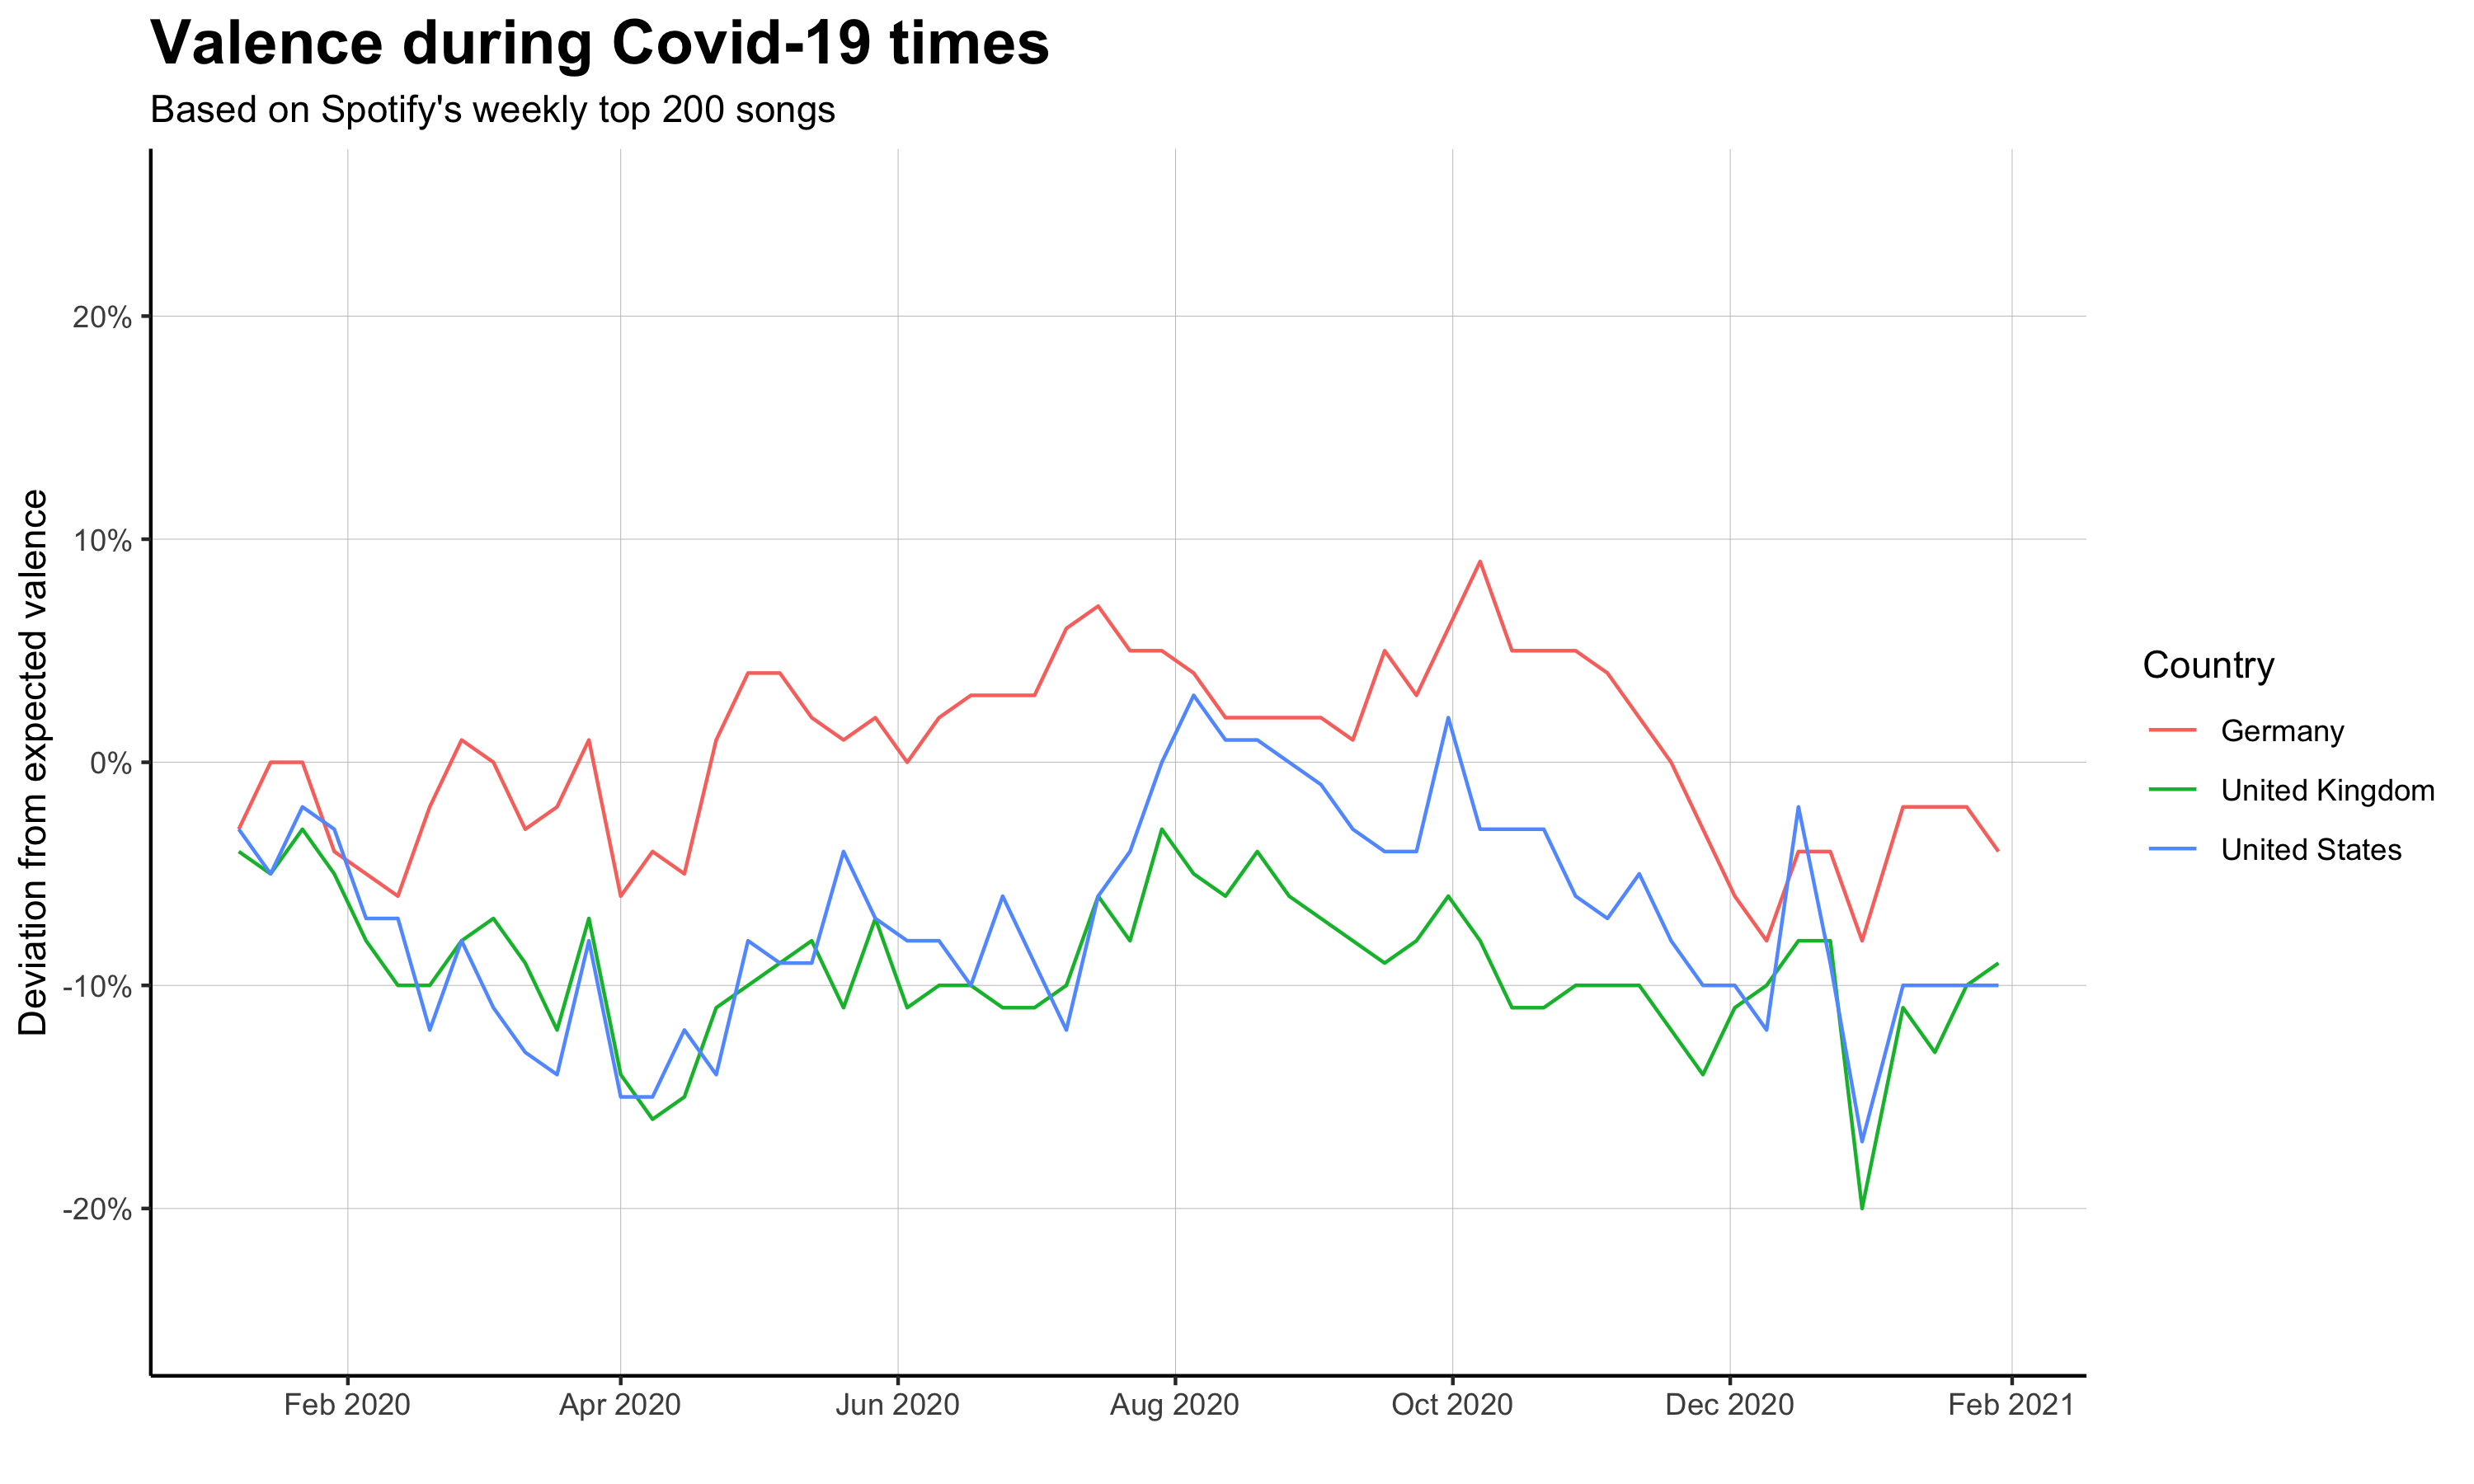 Valence during Covid-19 times
Based on Spotify's weekly top 200 songs
Deviation from expected valence
20%
10%
0%
-10%
-20%
Feb 2020
Apr 2020
Jun 2020
Aug 2020
Oct 2020
Dec 2020
Feb 2021
Country
Germany
United Kingdom
United States